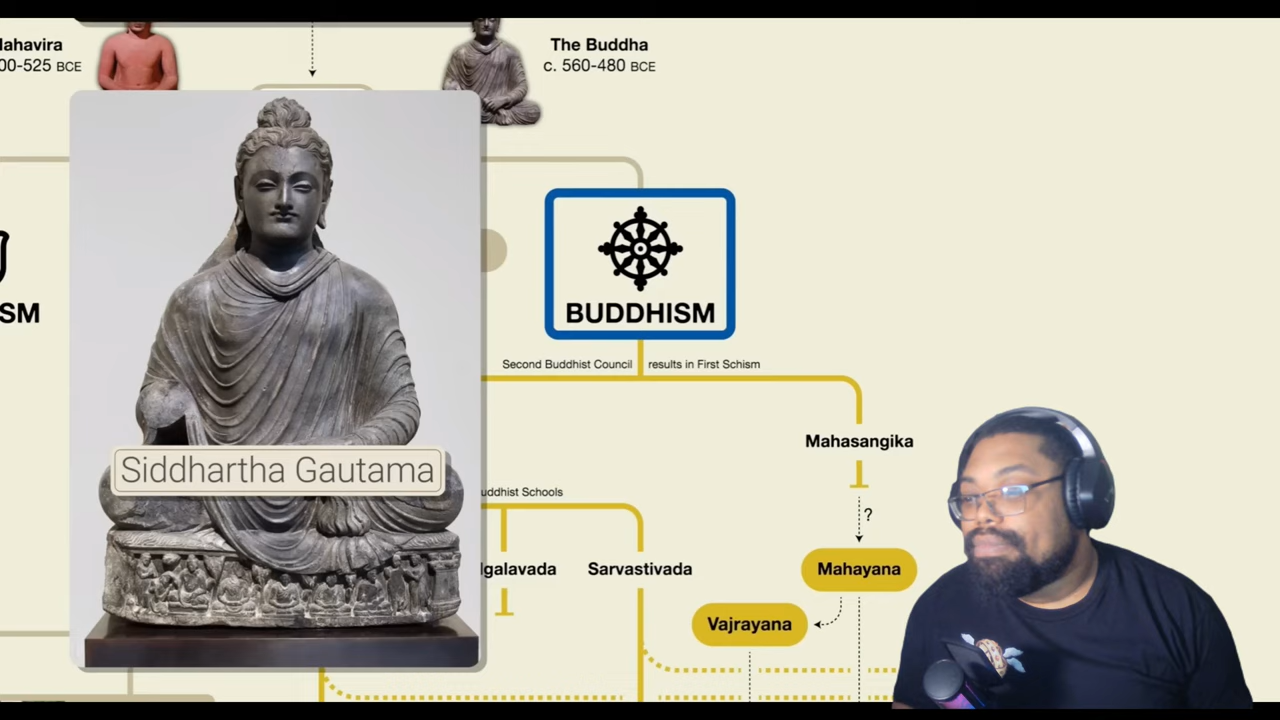 lahavira
00-525 BCE
The Buddha
c. 560-480 BCE
SM
BUDDHISM
Second Buddhist Council
results in First Schism
Mahasangika
Siddhartha Gautama
uddhist Schools
?
lgalavada
Sarvastivada
Mahayana
Vajrayana